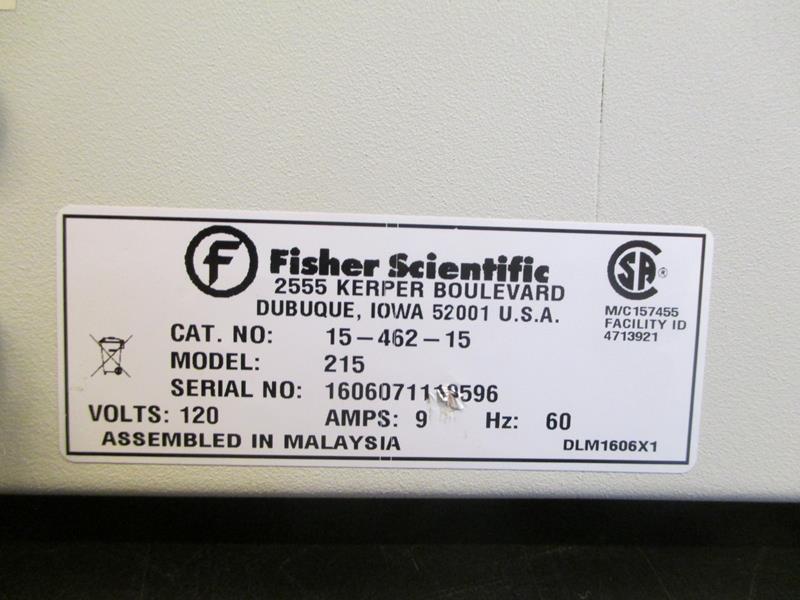 F Fisher Scientific
2555 KERPER BOULEVARD
DUBUQUE, IOWA 52001 U.S.A.
SA ®
M/C157455
FACILITY ID
4713921
CAT. NO: 15-462-15
MODEL: 215
SERIAL NO:
VOLTS: 120 AMPS: 9 Hz: 60
ASSEMBLED IN MALAYSIA DLM1606X1